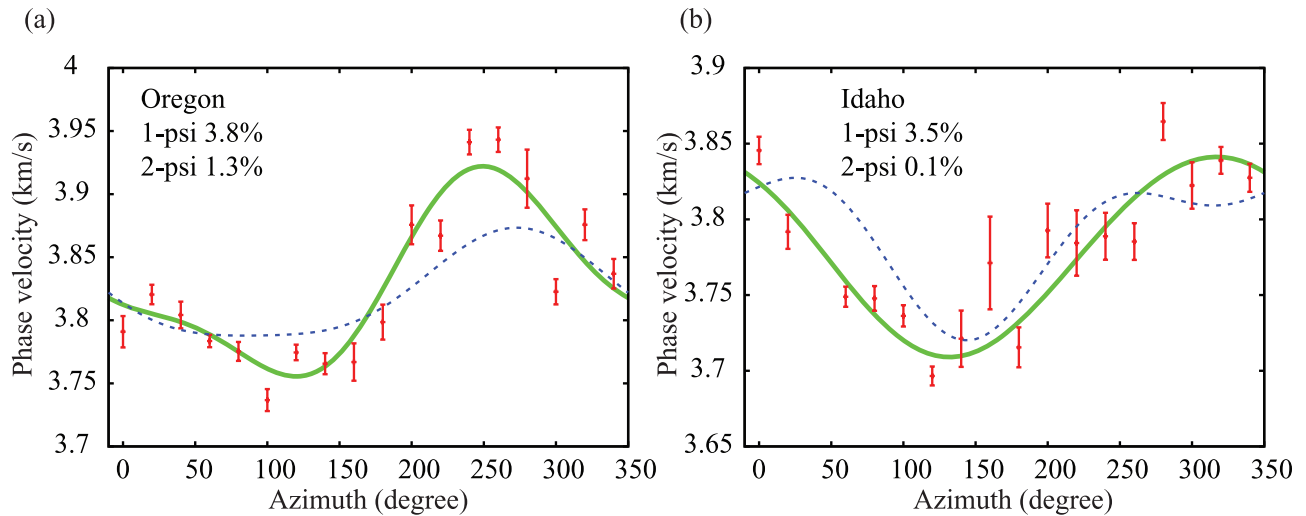 (a)
Oregon
1-psi 3.8%
2-psi 1.3%
Phase velocity (km/s)
4
3.95
3.9
3.85
3.8
3.75
3.7
0 50 100 150 200 250 300 350
Azimuth (degree)
(b)
Idaho
1-psi 3.5%
2-psi 0.1%
Phase velocity (km/s)
3.9
3.85
3.8
3.75
3.7
3.65
0 50 100 150 200 250 300 350
Azimuth (degree)